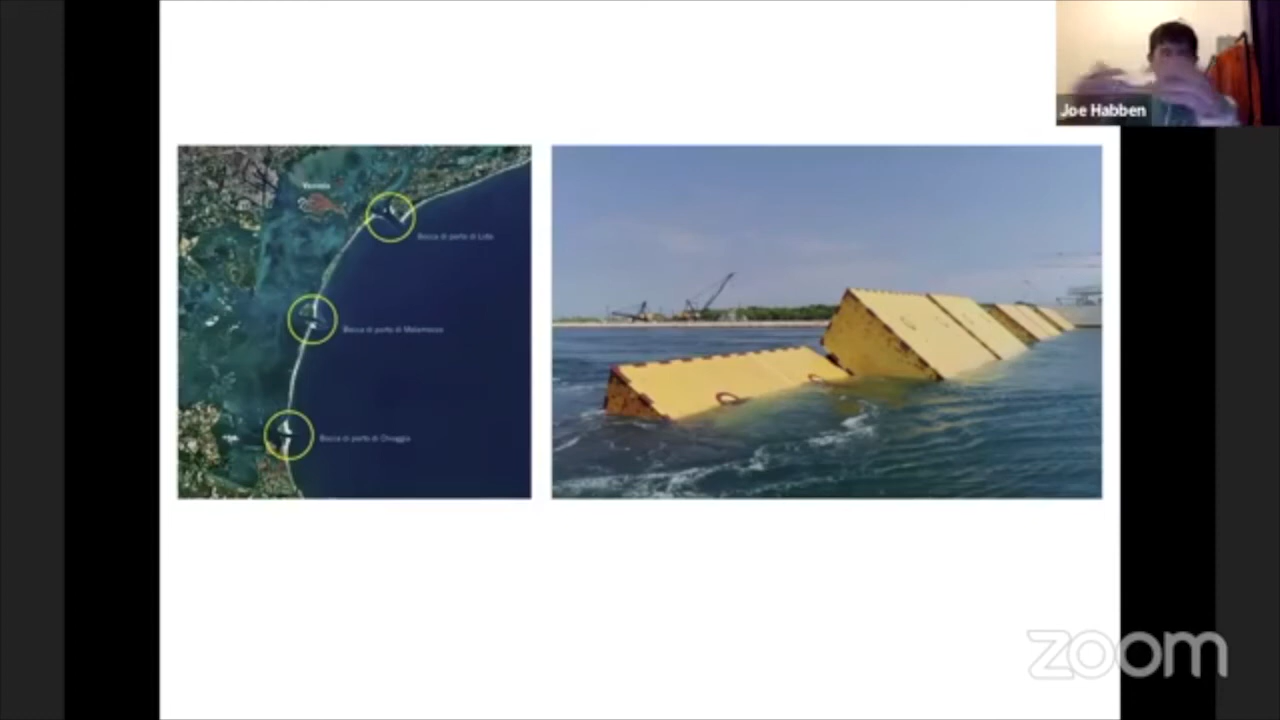 Joe Habben
Venezia
Bocca di porto di Lido
Bocca di porto di Malamocco
Bocca di porto di Chioggia
zoom